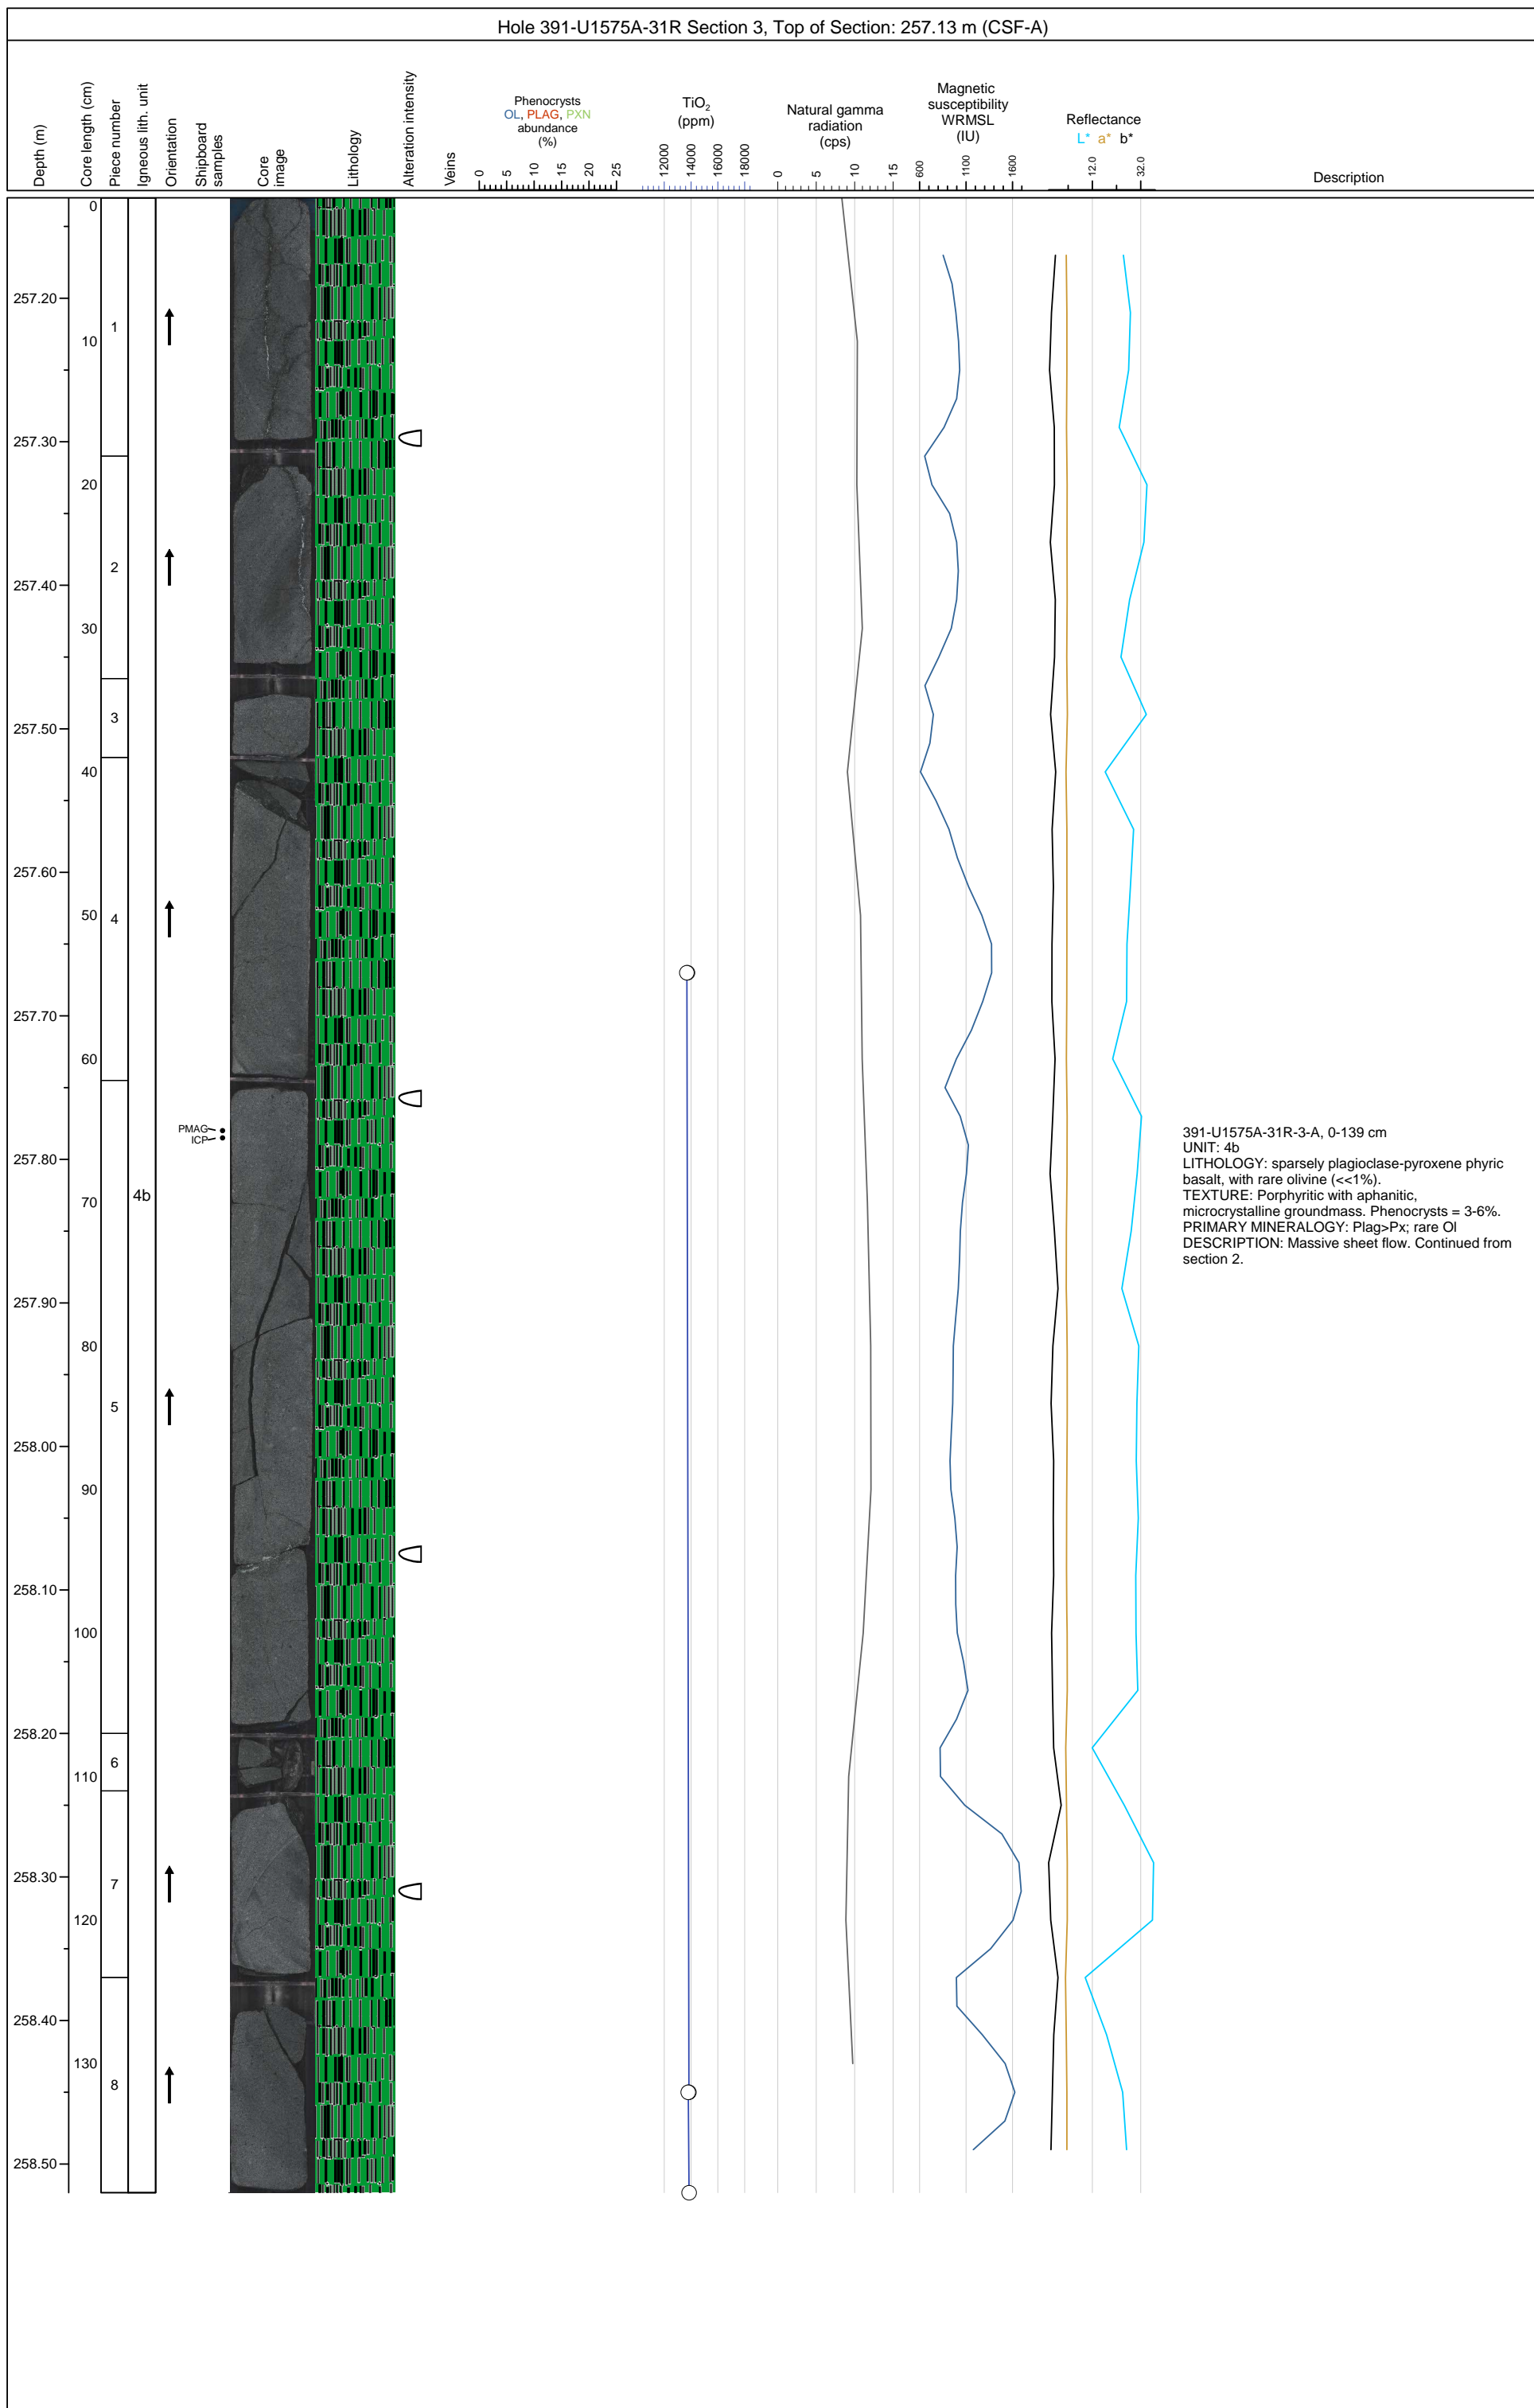 Hole 391-U1575A-31R Section 3, Top of Section: 257.13 m (CSF-A)
Depth (m)
Core length (cm)
Piece number
Igneous lith. unit
Orientation
Shipboard
samples
Core
image
Lithology
Alteration intensity
Veins
Phenocrysts
OL, PLAG, PXN
abundance
(%)
0 5 10 15 20 25
TiO₂
(ppm)
12000 14000 16000 18000
Natural gamma
radiation
(cps)
0 5 10 15
Magnetic
susceptibility
WRMSL
(IU)
600 1100 1600
Reflectance
L* a* b*
12.0 32.0
Description
0
257.20
1
10
257.30
20
2
257.40
30
3
257.50
40
257.60
50
4
257.70
60
PMAG
ICP
257.80
70
4b
257.90
80
5
258.00
90
258.10
100
258.20
6
110
258.30
7
120
258.40
130
8
258.50
391-U1575A-31R-3-A, 0-139 cm
UNIT: 4b
LITHOLOGY: sparsely plagioclase-pyroxene phyric
basalt, with rare olivine (<<1%).
TEXTURE: Porphyritic with aphanitic,
microcrystalline groundmass. Phenocrysts = 3-6%.
PRIMARY MINERALOGY: Plag>Px; rare Ol
DESCRIPTION: Massive sheet flow. Continued from
section 2.